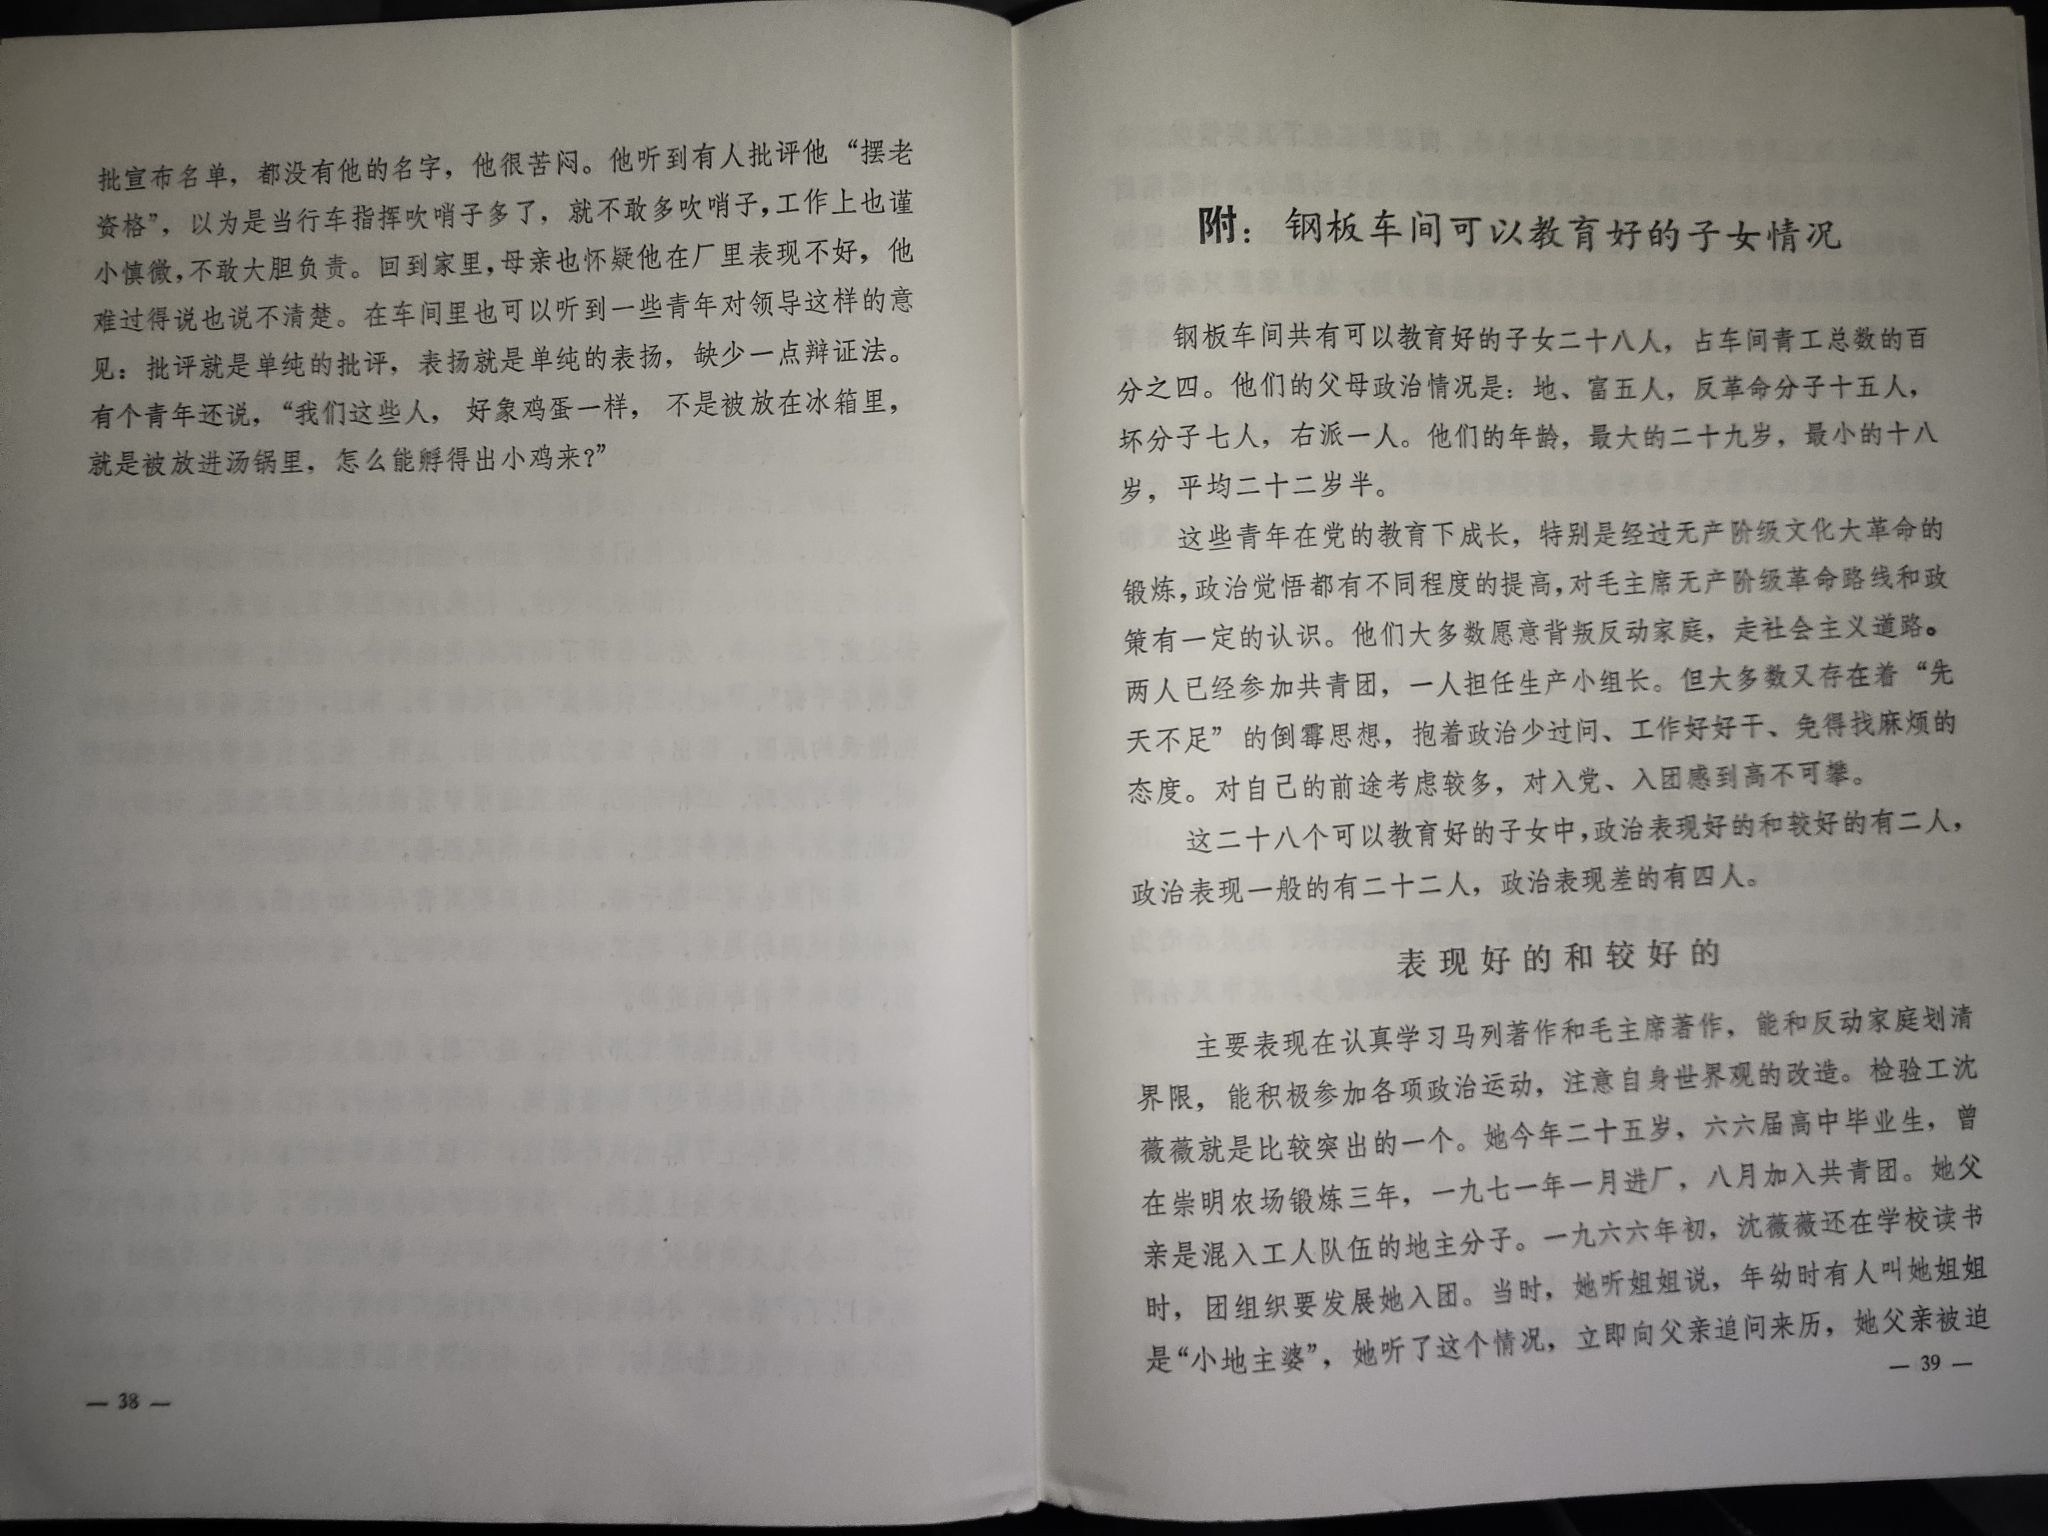 批宣布名单，都没有他的名字，他很苦闷。他听到有人批评他“摆老
资格”，以为是当行车指挥吹哨子多了，就不敢多吹哨子，工作上也谨
小慎微，不敢大胆负责。回到家里，母亲也怀疑他在厂里表现不好，他
难过得说也说不清楚。在车间里也可以听到一些青年对领导这样的意
见：批评就是单纯的批评，表扬就是单纯的表扬，缺少一点辩证法。
有个青年还说，“我们这些人，好象鸡蛋一样，不是被放在冰箱里，
就是被放进汤锅里，怎么能孵得出小鸡来？”
— 38 —
附：钢板车间可以教育好的子女情况
钢板车间共有可以教育好的子女二十八人，占车间青工总数的百
分之四。他们的父母政治情况是：地、富五人，反革命分子十五人，
坏分子七人，右派一人。他们的年龄，最大的二十九岁，最小的十八
岁，平均二十二岁半。
这些青年在党的教育下成长，特别是经过无产阶级文化大革命的
锻炼，政治觉悟都有不同程度的提高，对毛主席无产阶级革命路线和政
策有一定的认识。他们大多数愿意背叛反动家庭，走社会主义道路。
两人已经参加共青团，一人担任生产小组长。但大多数又存在着“先
天不足”的倒霉思想，抱着政治少过问、工作好好干、免得找麻烦的
态度。对自己的前途考虑较多，对入党、入团感到高不可攀。
这二十八个可以教育好的子女中，政治表现好的和较好的有二人，
政治表现一般的有二十二人，政治表现差的有四人。
表现好的和较好的
主要表现在认真学习马列著作和毛主席著作，能和反动家庭划清
界限，能积极参加各项政治运动，注意自身世界观的改造。检验工沈
薇薇就是比较突出的一个。她今年二十五岁，六六届高中毕业生，曾
在崇明农场锻炼三年，一九七一年一月进厂，八月加入共青团。她父
亲是混入工人队伍的地主分子。一九六六年初，沈薇薇还在学校读书
时，团组织要发展她入团。当时，她听姐姐说，年幼时有人叫她姐姐
是“小地主婆”，她听了这个情况，立即向父亲追问来历，她父亲被迫
— 39 —